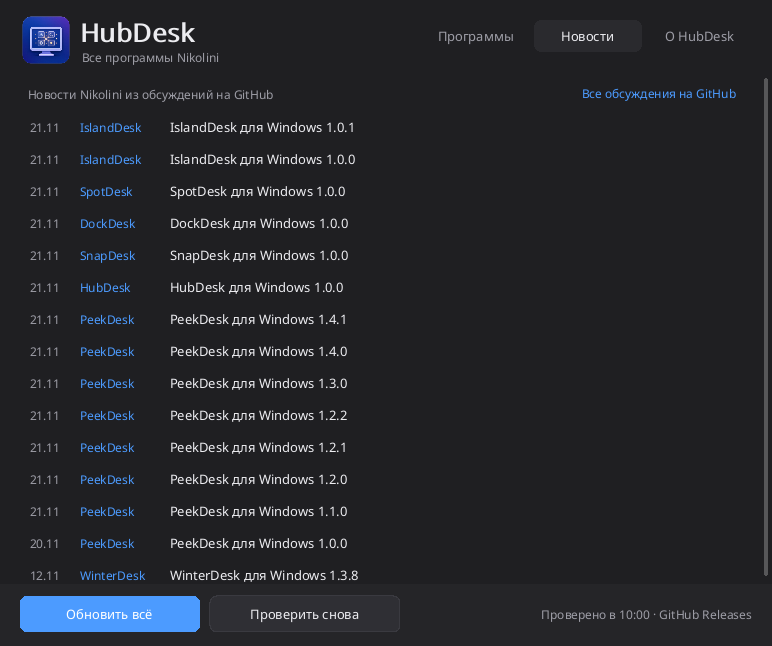 HubDesk
Все программы Nikolini
Программы Новости О HubDesk
Новости Nikolini из обсуждений на GitHub Все обсуждения на GitHub
21.11 IslandDesk IslandDesk для Windows 1.0.1
21.11 IslandDesk IslandDesk для Windows 1.0.0
21.11 SpotDesk SpotDesk для Windows 1.0.0
21.11 DockDesk DockDesk для Windows 1.0.0
21.11 SnapDesk SnapDesk для Windows 1.0.0
21.11 HubDesk HubDesk для Windows 1.0.0
21.11 PeekDesk PeekDesk для Windows 1.4.1
21.11 PeekDesk PeekDesk для Windows 1.4.0
21.11 PeekDesk PeekDesk для Windows 1.3.0
21.11 PeekDesk PeekDesk для Windows 1.2.2
21.11 PeekDesk PeekDesk для Windows 1.2.1
21.11 PeekDesk PeekDesk для Windows 1.2.0
21.11 PeekDesk PeekDesk для Windows 1.1.0
20.11 PeekDesk PeekDesk для Windows 1.0.0
12.11 WinterDesk WinterDesk для Windows 1.3.8
Обновить всё Проверить снова Проверено в 10:00 · GitHub Releases